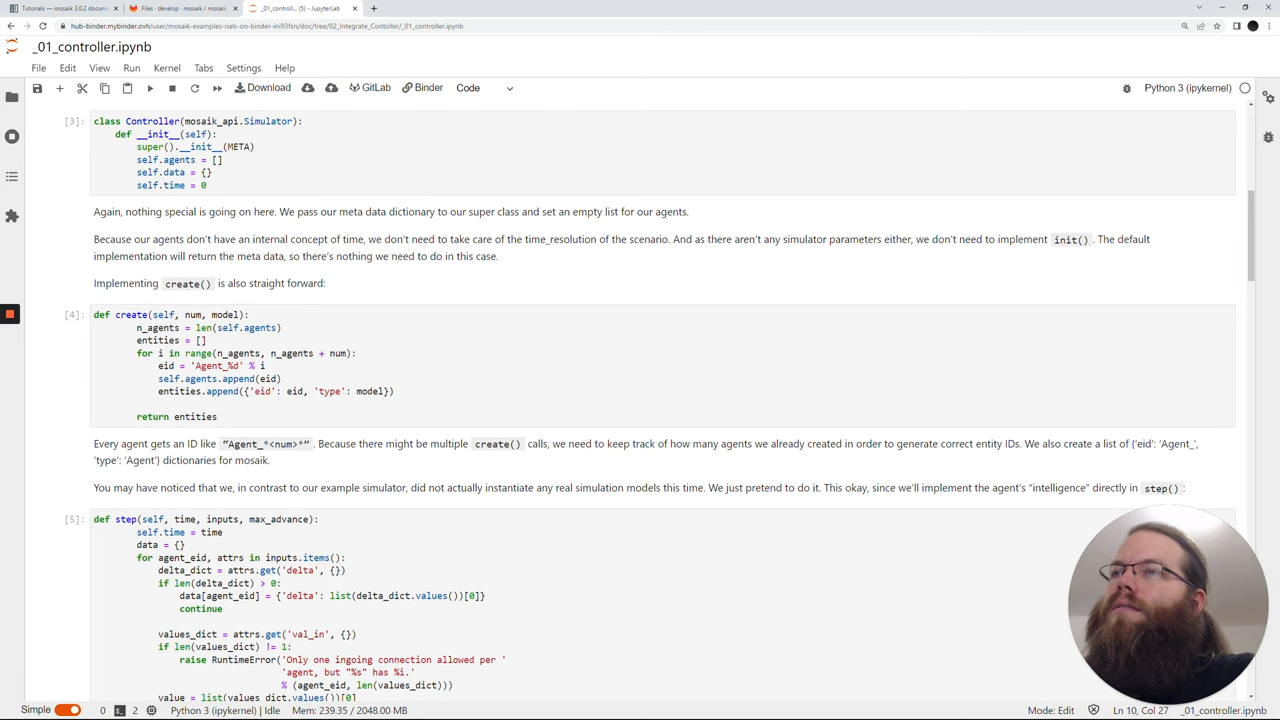 Tutorials — mosaik 3.0.2 docum
Files · develop · mosaik / mosaik
_01_controller... (5) - JupyterLab
hub-binder.mybinder.ovh/user/mosaik-examples-rials-on-binder-ini93fsn/doc/tree/02_Integrate_Contoller/_01_controller.ipynb
_01_controller.ipynb
File Edit View Run Kernel Tabs Settings Help
Download GitLab Binder Code Python 3 (ipykernel)
[3]: class Controller(mosaik_api.Simulator):
def __init__(self):
super().__init__(META)
self.agents = []
self.data = {}
self.time = 0
Again, nothing special is going on here. We pass our meta data dictionary to our super class and set an empty list for our agents.
Because our agents don't have an internal concept of time, we don't need to take care of the time_resolution of the scenario. And as there aren't any simulator parameters either, we don't need to implement init(). The default
implementation will return the meta data, so there's nothing we need to do in this case.
Implementing create() is also straight forward:
[4]: def create(self, num, model):
n_agents = len(self.agents)
entities = []
for i in range(n_agents, n_agents + num):
eid = 'Agent_%d' % i
self.agents.append(eid)
entities.append({'eid': eid, 'type': model})
return entities
Every agent gets an ID like “Agent_*<num>*”. Because there might be multiple create() calls, we need to keep track of how many agents we already created in order to generate correct entity IDs. We also create a list of {'eid': 'Agent_',
'type': 'Agent'} dictionaries for mosaik.
You may have noticed that we, in contrast to our example simulator, did not actually instantiate any real simulation models this time. We just pretend to do it. This okay, since we'll implement the agent's “intelligence” directly in step():
[5]: def step(self, time, inputs, max_advance):
self.time = time
data = {}
for agent_eid, attrs in inputs.items():
delta_dict = attrs.get('delta', {})
if len(delta_dict) > 0:
data[agent_eid] = {'delta': list(delta_dict.values())[0]}
continue
values_dict = attrs.get('val_in', {})
if len(values_dict) != 1:
raise RuntimeError('Only one ingoing connection allowed per '
'agent, but "%s" has %i.'
% (agent_eid, len(values_dict)))
value = list(values_dict.values())[0]
Simple 0 2 Python 3 (ipykernel) | Idle Mem: 239.35 / 2048.00 MB Mode: Edit Ln 10, Col 27 _01_controller.ipynb